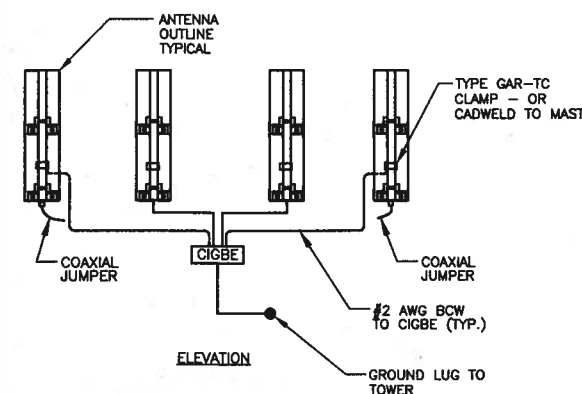 ANTENNA
OUTLINE
TYPICAL
TYPE GAR-TC
CLAMP - OR
CADWELD TO MAST
COAXIAL
JUMPER
CIGBE
COAXIAL
JUMPER
#2 AWG BCW
TO CIGBE (TYP.)
ELEVATION
GROUND LUG TO
TOWER